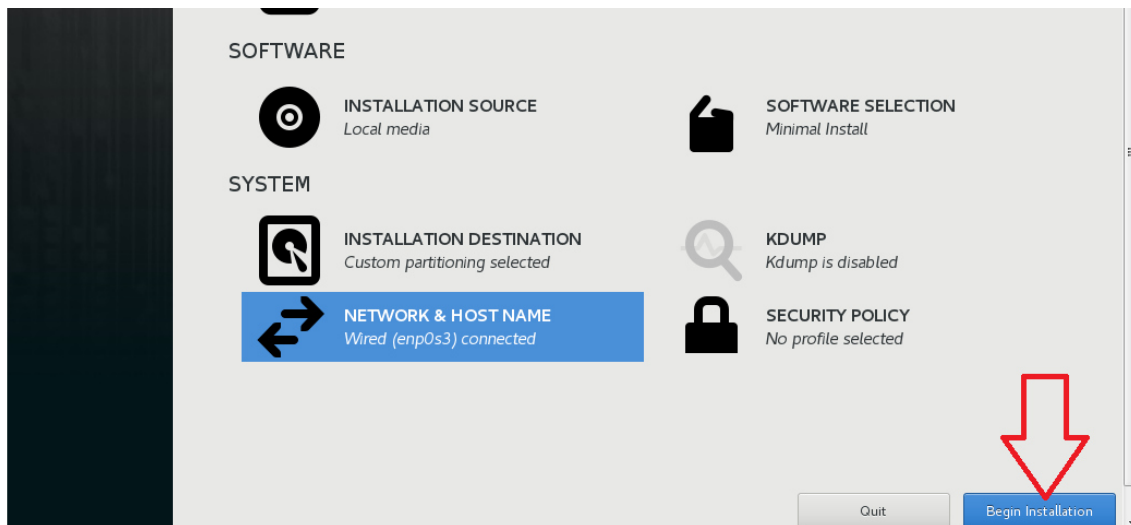 SOFTWARE
INSTALLATION SOURCE
Local media
SOFTWARE SELECTION
Minimal Install
SYSTEM
INSTALLATION DESTINATION
Custom partitioning selected
KDUMP
Kdump is disabled
NETWORK & HOST NAME
Wired (enp0s3) connected
SECURITY POLICY
No profile selected
Quit
Begin Installation